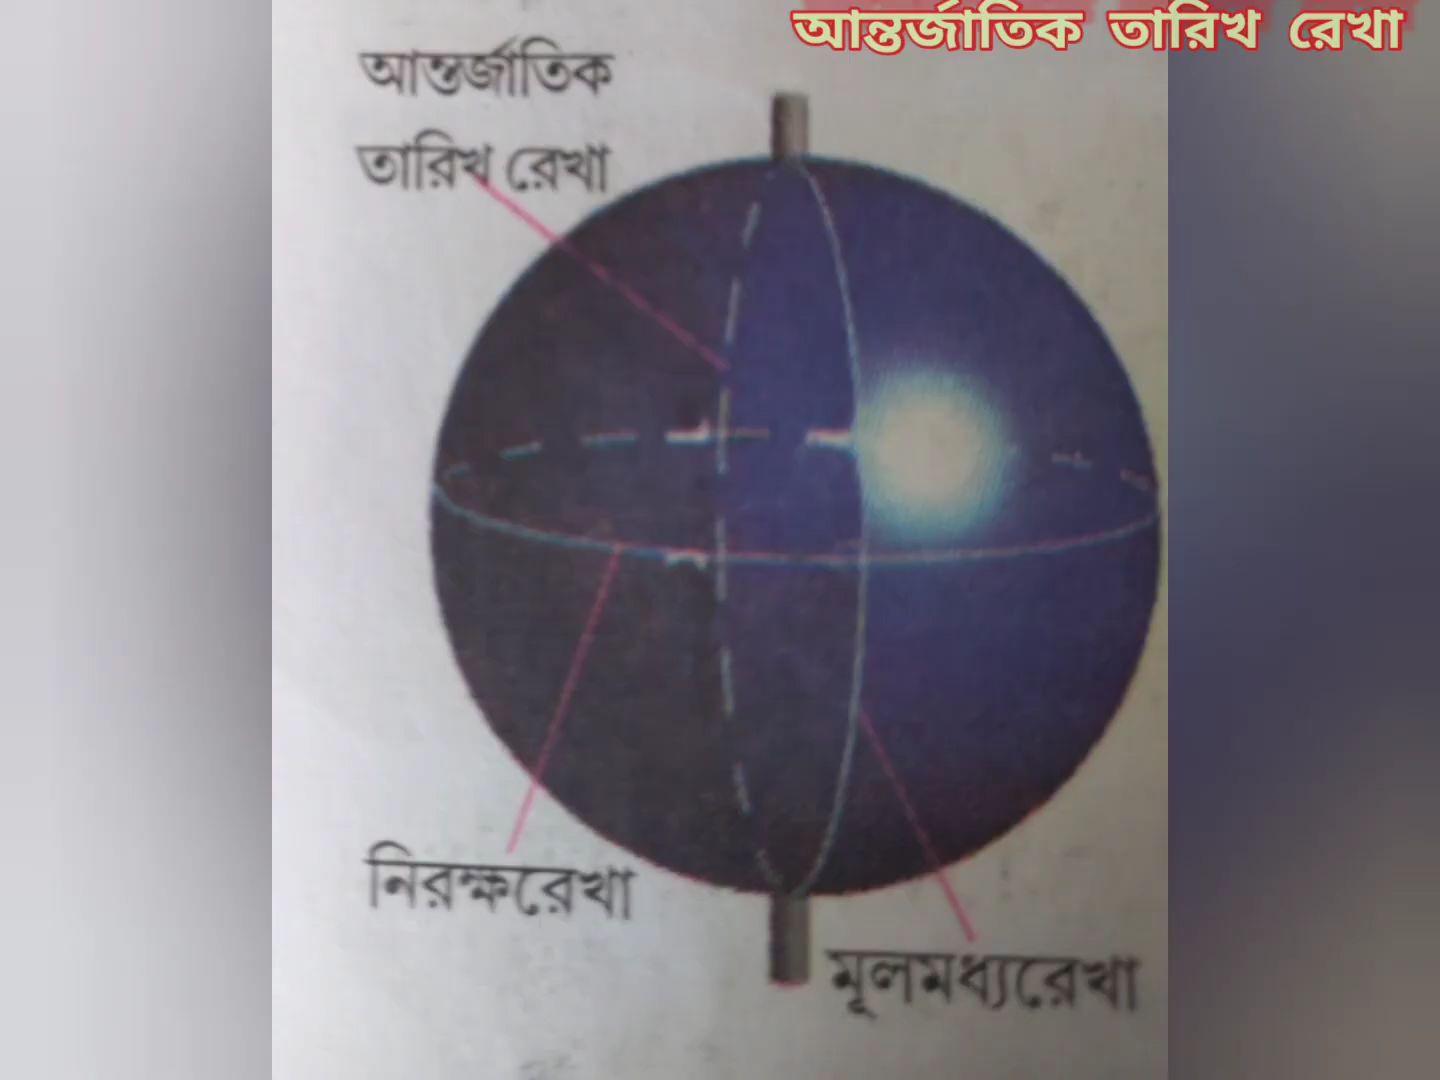 আন্তর্জাতিক তারিখ রেখা
আন্তর্জাতিক
তারিখ রেখা
নিরক্ষরেখা
মূলমধ্যরেখা